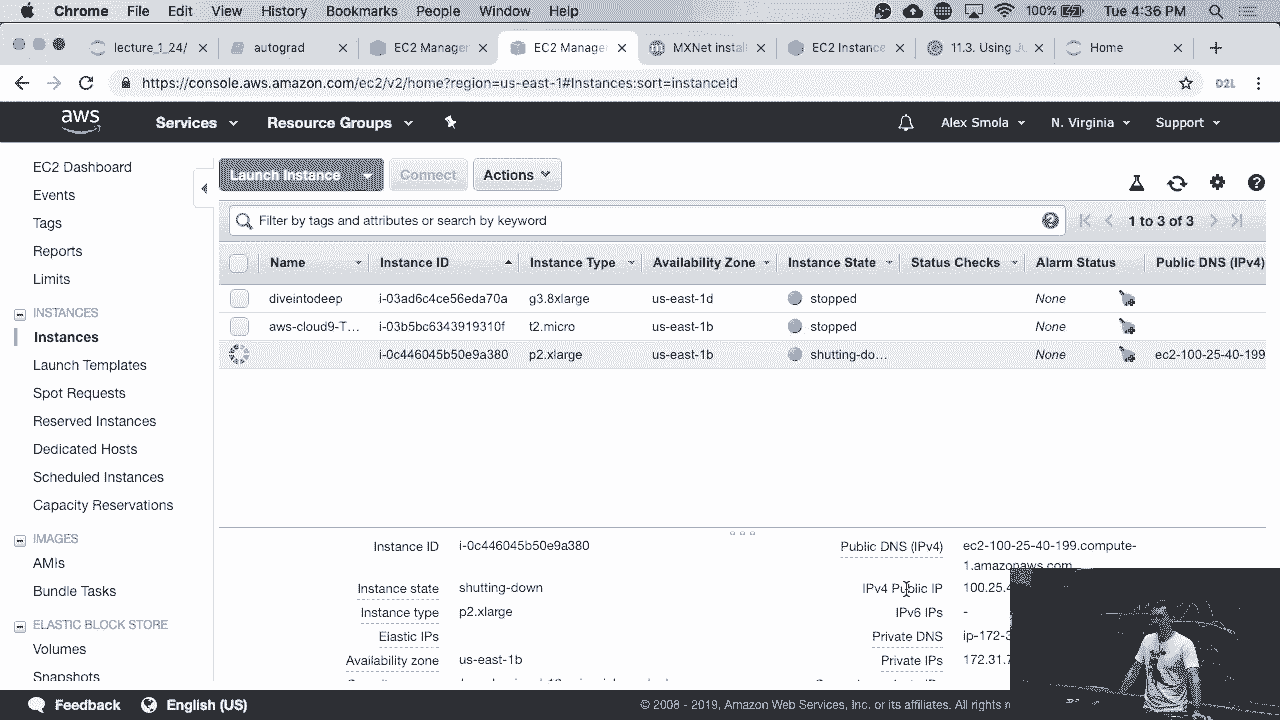 Chrome File Edit View History Bookmarks People Window Help 100% Tue 4:36 PM
lecture_1_24/ autograd EC2 Manage EC2 Manage MXNet instal EC2 Instance 11.3. Using Ju Home
https://console.aws.amazon.com/ec2/v2/home?region=us-east-1#Instances:sort=instanceId
aws Services Resource Groups Alex Smola N. Virginia Support
EC2 Dashboard
Events
Tags
Reports
Limits
INSTANCES
Instances
Launch Templates
Spot Requests
Reserved Instances
Dedicated Hosts
Scheduled Instances
Capacity Reservations
IMAGES
AMIs
Bundle Tasks
ELASTIC BLOCK STORE
Volumes
Snapshots
Launch Instance Connect Actions
Filter by tags and attributes or search by keyword 1 to 3 of 3
Name Instance ID Instance Type Availability Zone Instance State Status Checks Alarm Status Public DNS (IPv4)
diveintodeep i-03ad6c4ce56eda70a g3.8xlarge us-east-1d stopped None
aws-cloud9-T... i-03b5bc6343919310f t2.micro us-east-1b stopped None
i-0c446045b50e9a380 p2.xlarge us-east-1b shutting-do... None ec2-100-25-40-199
Instance ID i-0c446045b50e9a380 Public DNS (IPv4) ec2-100-25-40-199.compute-
1.amazonaws.com
Instance state shutting-down IPv4 Public IP 100.25.
Instance type p2.xlarge IPv6 IPs -
Elastic IPs Private DNS ip-172-
Availability zone us-east-1b Private IPs 172.31.
Feedback English (US) © 2008 - 2019, Amazon Web Services, Inc. or its affiliates. All rights